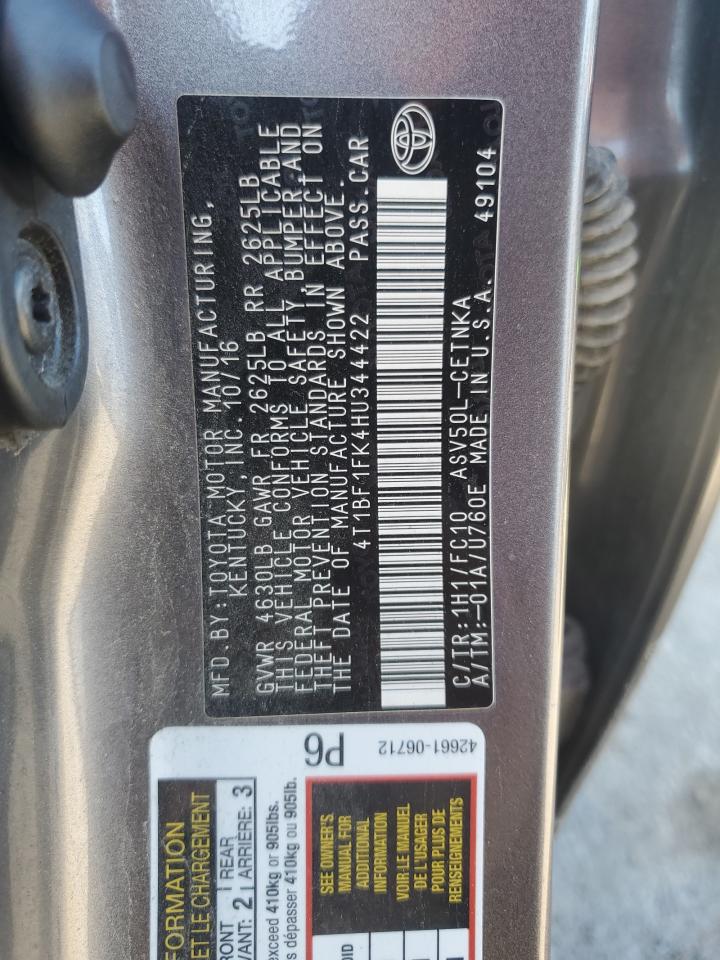 MFD.BY:TOYOTA MOTOR MANUFACTURING,
KENTUCKY, INC. 10/16
GVWR 4630LB GAWR FR 2625LB RR 2625LB
THIS VEHICLE CONFORMS TO ALL APPLICABLE
FEDERAL MOTOR VEHICLE SAFETY, BUMPER, AND
THEFT PREVENTION STANDARDS IN EFFECT ON
THE DATE OF MANUFACTURE SHOWN ABOVE.
4T1BF1FK4HU344422 PASS.CAR
C/TR:1H1/FC10 ASV50L-CETNKA
A/TM:-01A/U760E MADE IN U.S.A. 49104
FORMATION
ET LE CHARGEMENT
FRONT 2 REAR 3
VANT: ARRIÈRE:
exceed 410kg or 905lbs.
s dépasser 410kg ou 905lb.
P6
42661-06712
SEE OWNER'S
MANUAL FOR
ADDITIONAL
INFORMATION
VOIR LE MANUEL
DE L'USAGER
POUR PLUS DE
RENSEIGNEMENTS